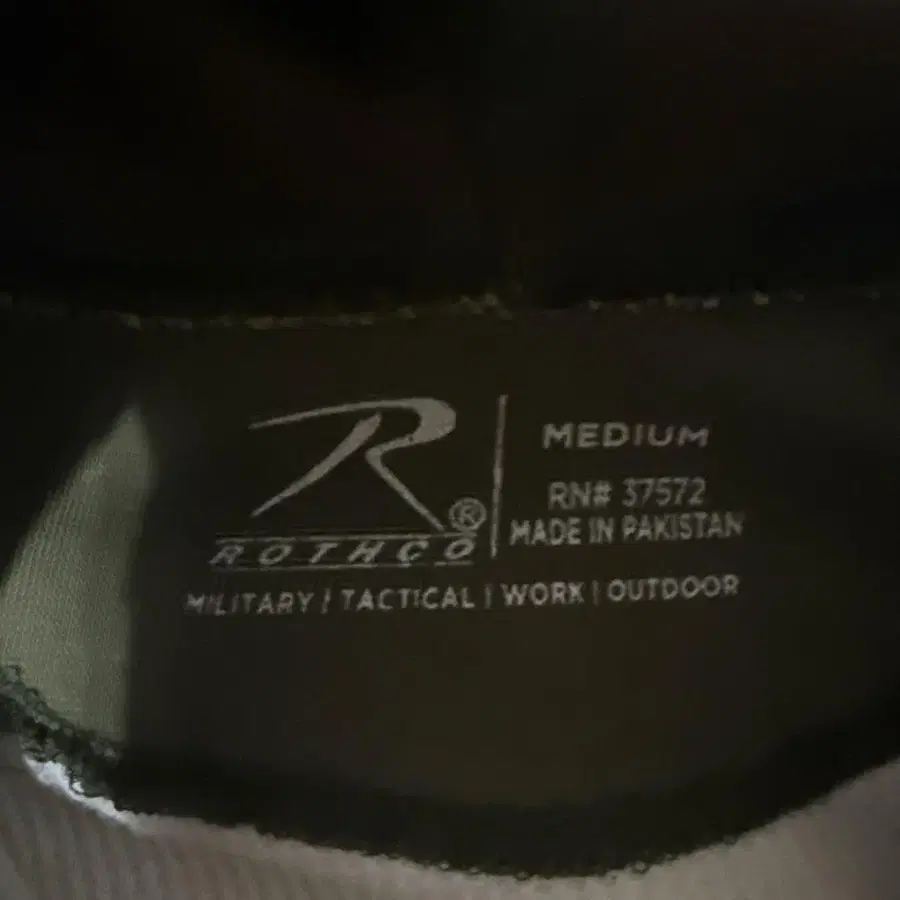 R®
ROTHCO
MEDIUM
RN# 37572
MADE IN PAKISTAN
MILITARY | TACTICAL | WORK | OUTDOOR